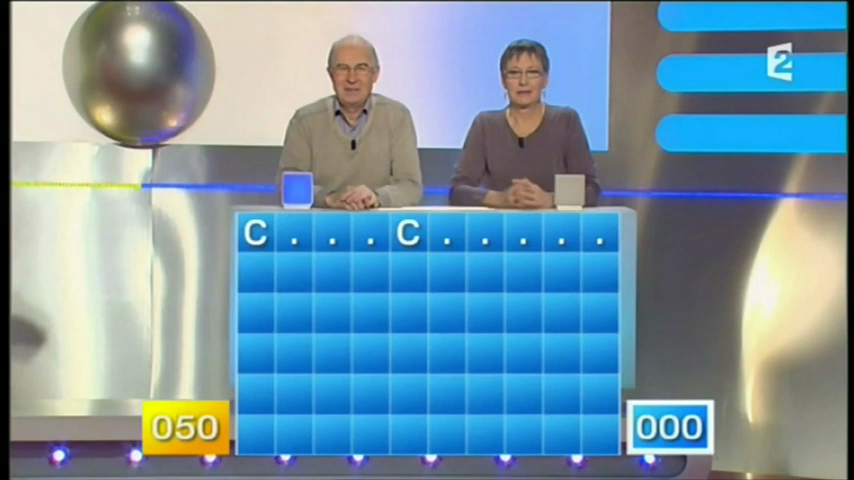 2
C . . . C . . . . .
050
000